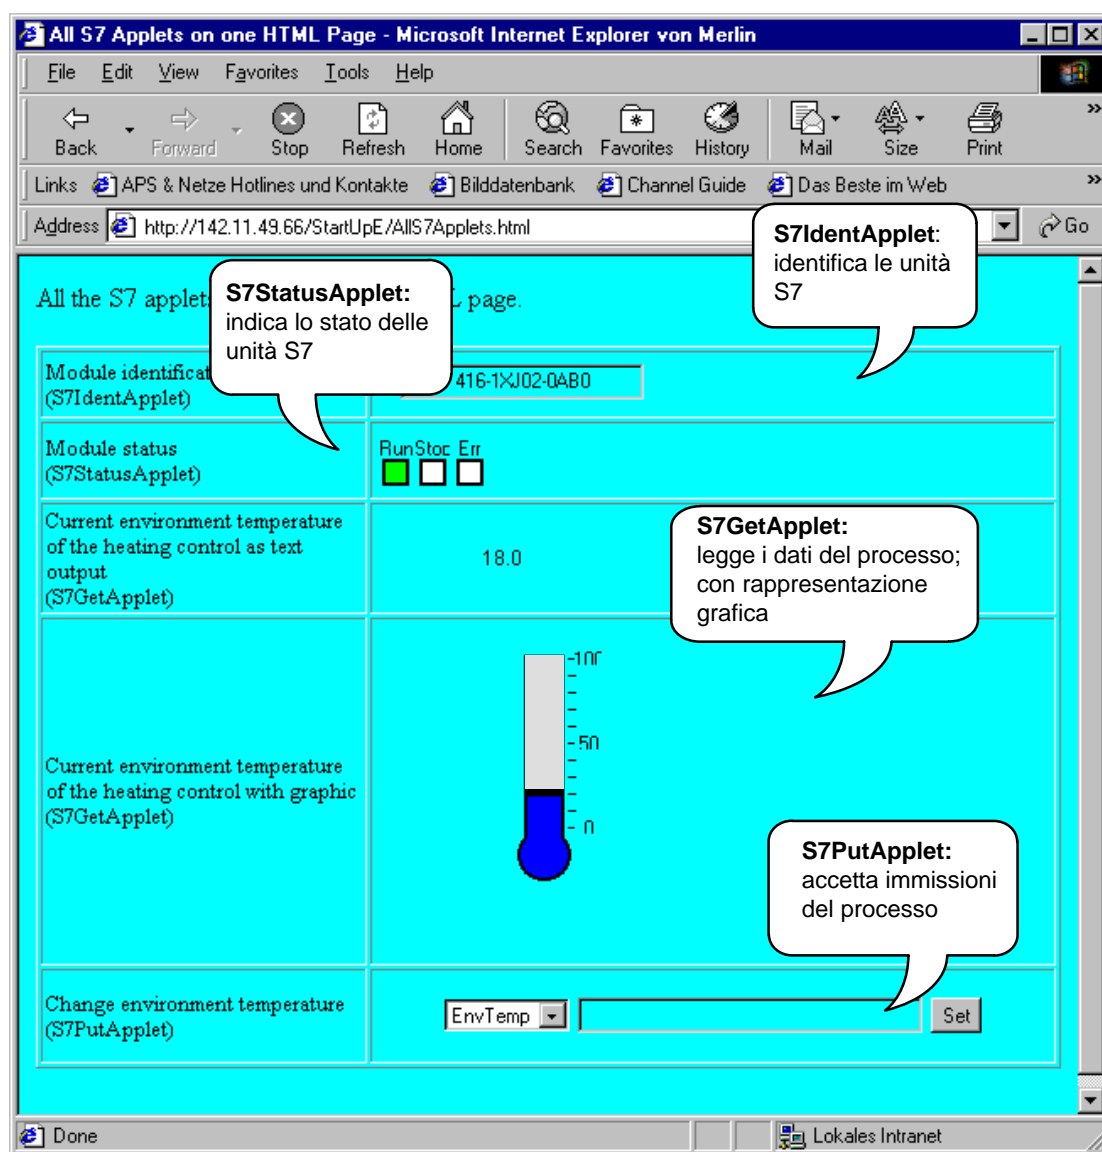 All S7 Applets on one HTML Page - Microsoft Internet Explorer von Merlin
File Edit View Favorites Tools Help
Back Forward Stop Refresh Home Search Favorites History Mail Size Print
Links APS & Netze Hotlines und Kontakte Bilddatenbank Channel Guide Das Beste im Web
Address http://142.11.49.66/StartUpE/AllS7Applets.html Go
S7IdentApplet:
identifica le unità
S7
S7StatusApplet:
indica lo stato delle
unità S7
All the S7 page.
Module
(S7IdentApplet)
416-1XJ02-0AB0
Module status
(S7StatusApplet)
Run Err
Current environment temperature
of the heating control as text
output
(S7GetApplet)
18.0
S7GetApplet:
legge i dati del processo;
con rappresentazione
grafica
Current environment temperature
of the heating control with graphic
(S7GetApplet)
50
0
S7PutApplet:
accetta immissioni
del processo
Change environment temperature
(S7PutApplet)
EnvTemp Set
Done Lokales Intranet